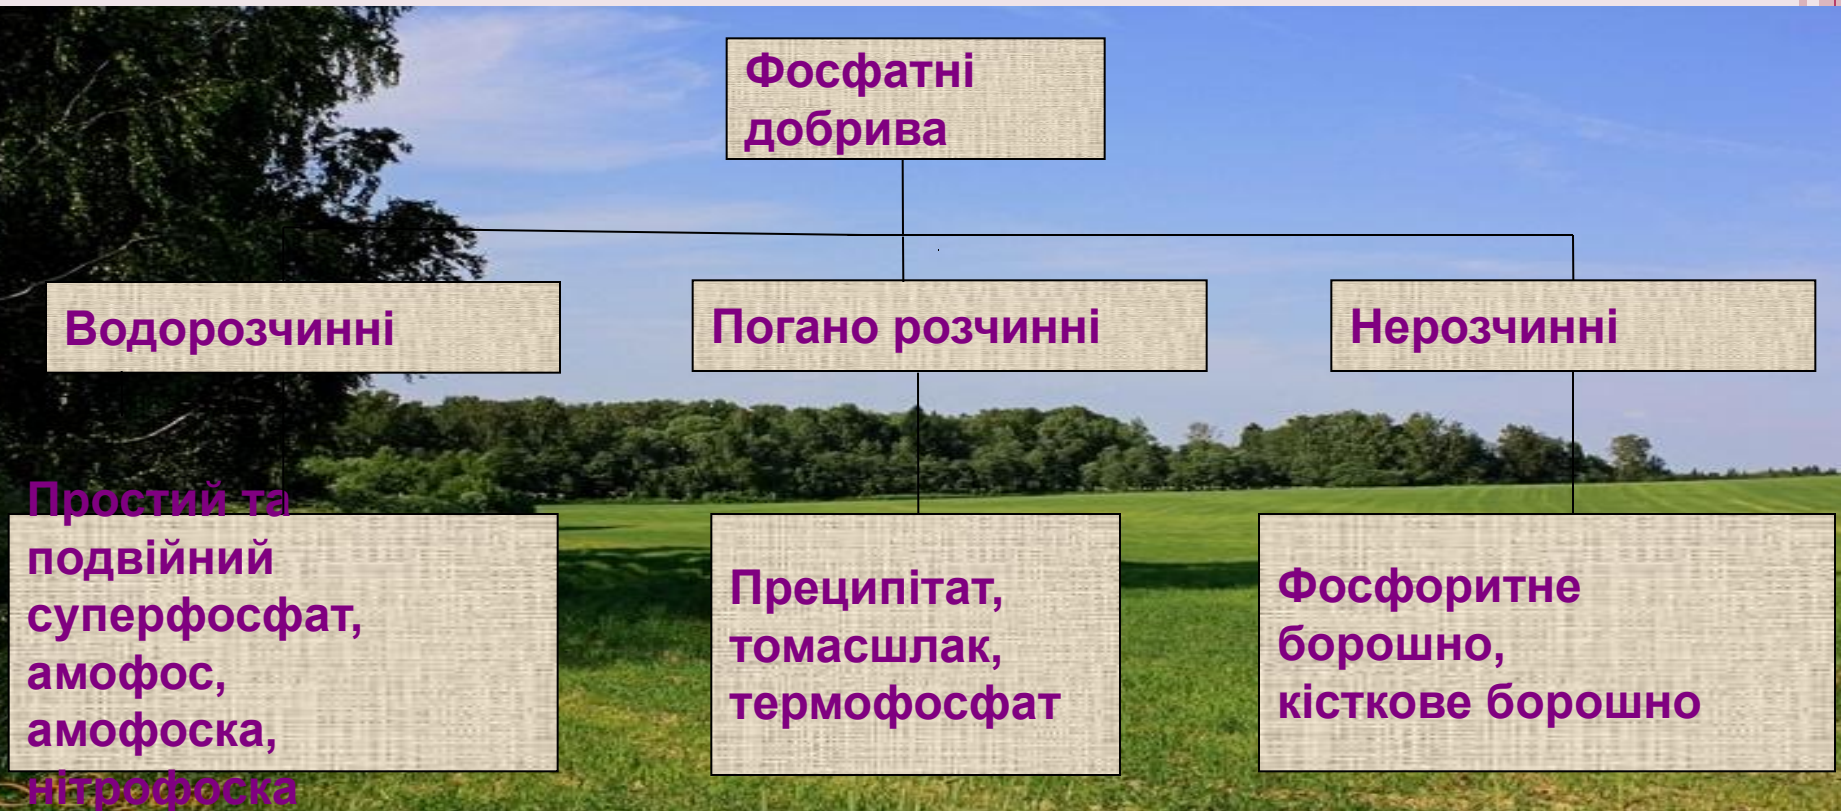 Фосфатні
добрива
Водорозчинні
Погано розчинні
Нерозчинні
Простий та
подвійний
суперфосфат,
амофос,
амофоска,
нітрофоска
Преципітат,
томасшлак,
термофосфат
Фосфоритне
борошно,
кісткове борошно